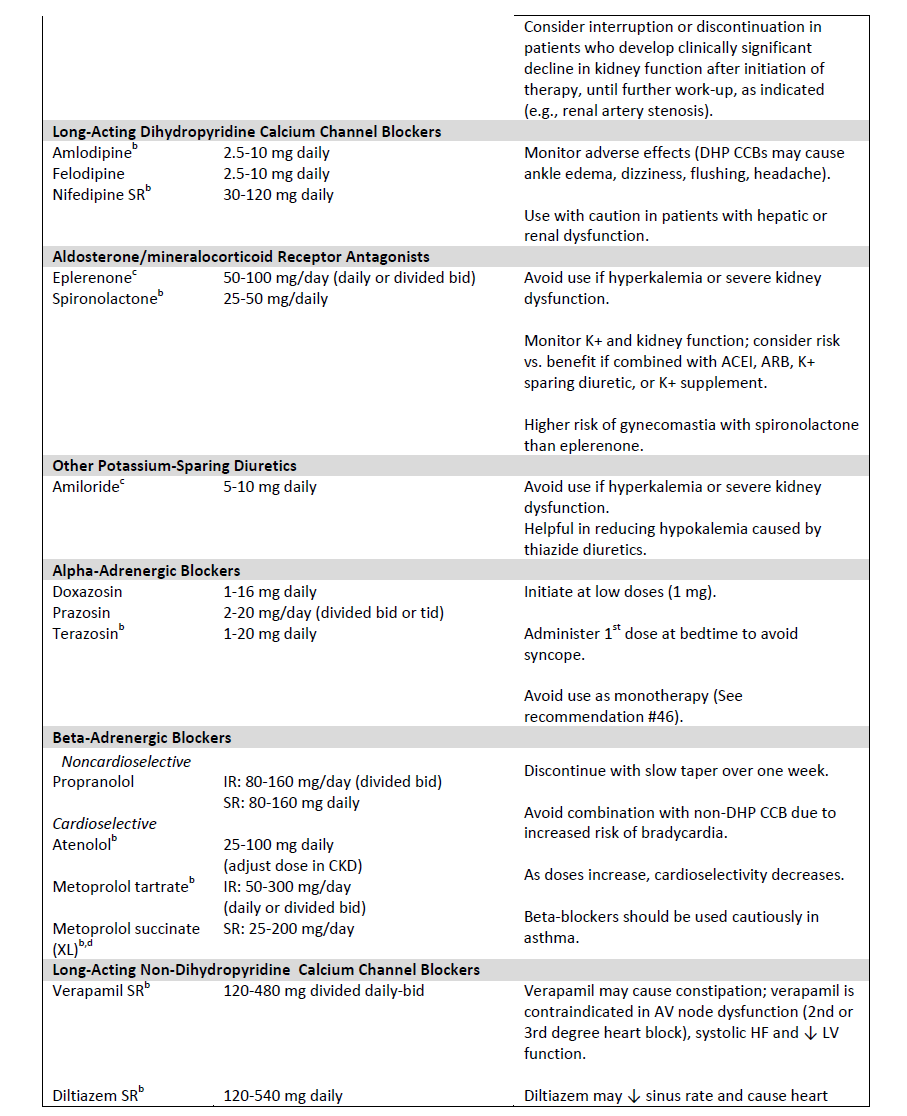 Consider interruption or discontinuation in
patients who develop clinically significant
decline in kidney function after initiation of
therapy, until further work-up, as indicated
(e.g., renal artery stenosis).
Long-Acting Dihydropyridine Calcium Channel Blockers
Amlodipineᵇ 2.5-10 mg daily Monitor adverse effects (DHP CCBs may cause
Felodipine 2.5-10 mg daily ankle edema, dizziness, flushing, headache).
Nifedipine SRᵇ 30-120 mg daily
Use with caution in patients with hepatic or
renal dysfunction.
Aldosterone/mineralocorticoid Receptor Antagonists
Eplerenoneᶜ 50-100 mg/day (daily or divided bid) Avoid use if hyperkalemia or severe kidney
Spironolactoneᵇ 25-50 mg/daily dysfunction.
Monitor K+ and kidney function; consider risk
vs. benefit if combined with ACEI, ARB, K+
sparing diuretic, or K+ supplement.
Higher risk of gynecomastia with spironolactone
than eplerenone.
Other Potassium-Sparing Diuretics
Amilorideᶜ 5-10 mg daily Avoid use if hyperkalemia or severe kidney
dysfunction.
Helpful in reducing hypokalemia caused by
thiazide diuretics.
Alpha-Adrenergic Blockers
Doxazosin 1-16 mg daily Initiate at low doses (1 mg).
Prazosin 2-20 mg/day (divided bid or tid)
Terazosinᵇ 1-20 mg daily Administer 1ˢᵗ dose at bedtime to avoid
syncope.
Avoid use as monotherapy (See
recommendation #46).
Beta-Adrenergic Blockers
Noncardioselective
Propranolol IR: 80-160 mg/day (divided bid) Discontinue with slow taper over one week.
SR: 80-160 mg daily
Avoid combination with non-DHP CCB due to
Cardioselective increased risk of bradycardia.
Atenololᵇ 25-100 mg daily
(adjust dose in CKD) As doses increase, cardioselectivity decreases.
Metoprolol tartrateᵇ IR: 50-300 mg/day
(daily or divided bid) Beta-blockers should be used cautiously in
Metoprolol succinate SR: 25-200 mg/day asthma.
(XL)ᵇ,ᵈ
Long-Acting Non-Dihydropyridine Calcium Channel Blockers
Verapamil SRᵇ 120-480 mg divided daily-bid Verapamil may cause constipation; verapamil is
contraindicated in AV node dysfunction (2nd or
3rd degree heart block), systolic HF and ↓ LV
function.
Diltiazem SRᵇ 120-540 mg daily Diltiazem may ↓ sinus rate and cause heart